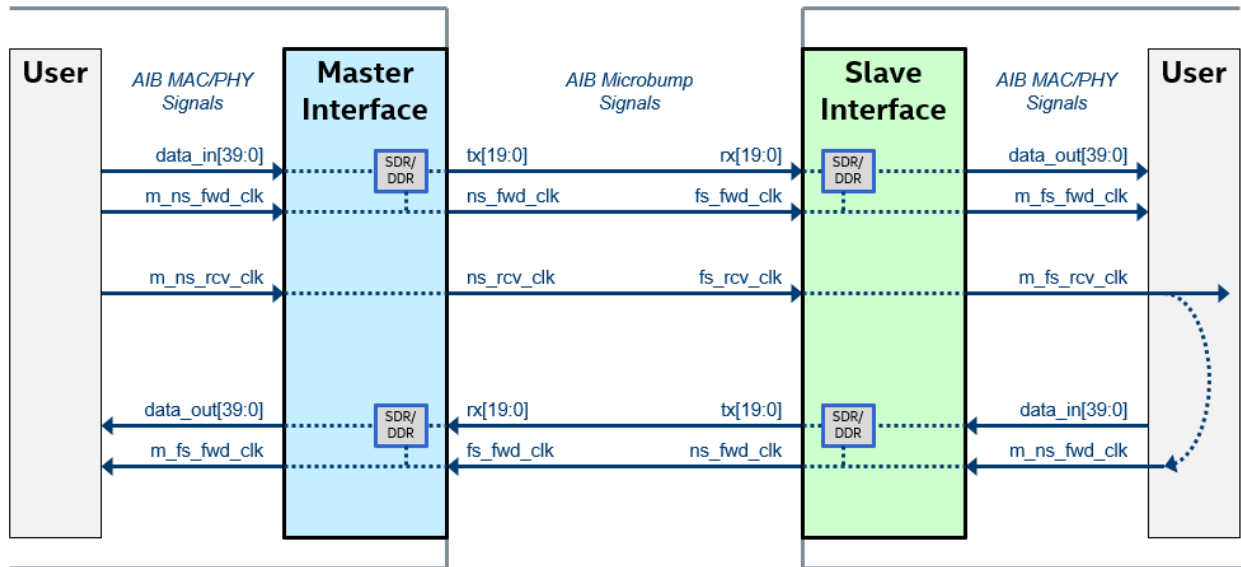 User
AIB MAC/PHY
Signals
Master
Interface
AIB Microbump
Signals
Slave
Interface
AIB MAC/PHY
Signals
User
data_in[39:0]
SDR/
DDR
tx[19:0]
rx[19:0]
SDR/
DDR
data_out[39:0]
m_ns_fwd_clk
ns_fwd_clk
fs_fwd_clk
m_fs_fwd_clk
m_ns_rcv_clk
ns_rcv_clk
fs_rcv_clk
m_fs_rcv_clk
data_out[39:0]
SDR/
DDR
rx[19:0]
tx[19:0]
SDR/
DDR
data_in[39:0]
m_fs_fwd_clk
fs_fwd_clk
ns_fwd_clk
m_ns_fwd_clk